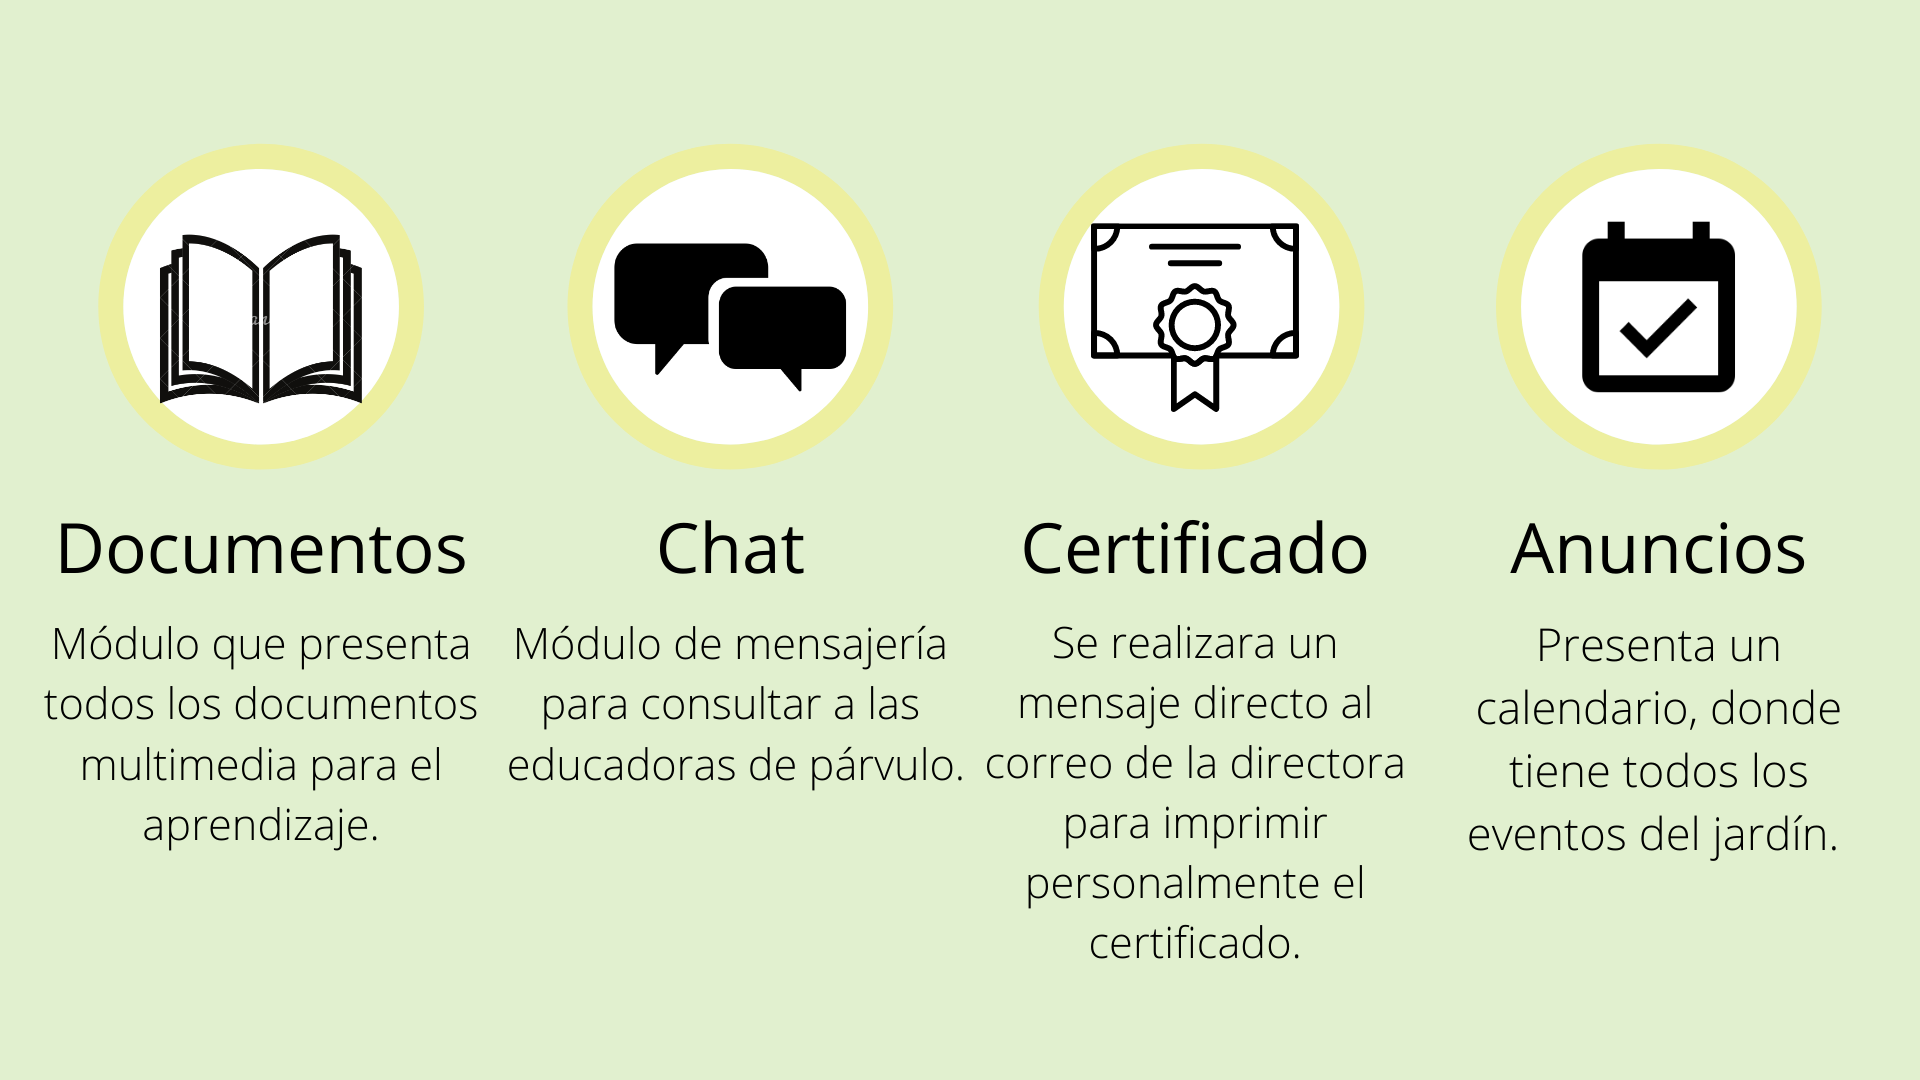 Documentos
Módulo que presenta
todos los documentos
multimedia para el
aprendizaje.
Chat
Módulo de mensajería
para consultar a las
educadoras de párvulo.
Certificado
Se realizara un
mensaje directo al
correo de la directora
para imprimir
personalmente el
certificado.
Anuncios
Presenta un
calendario, donde
tiene todos los
eventos del jardín.